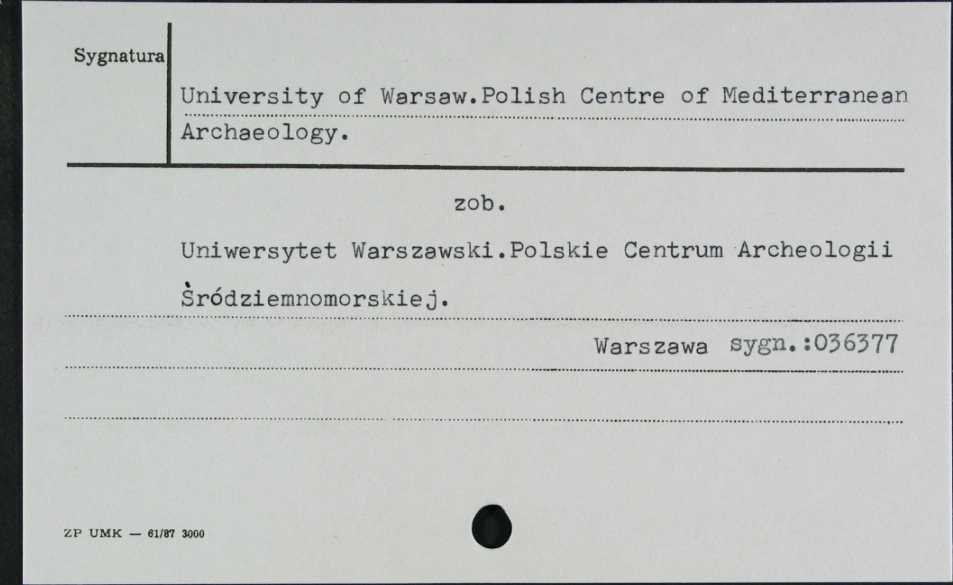 Sygnatura
University of Warsaw.Polish Centre of Mediterranean
Archaeology.
zob.
Uniwersytet Warszawski.Polskie Centrum Archeologii
Śródziemnomorskiej.
Warszawa sygn.:036377
ZP UMK — 61/87 3000